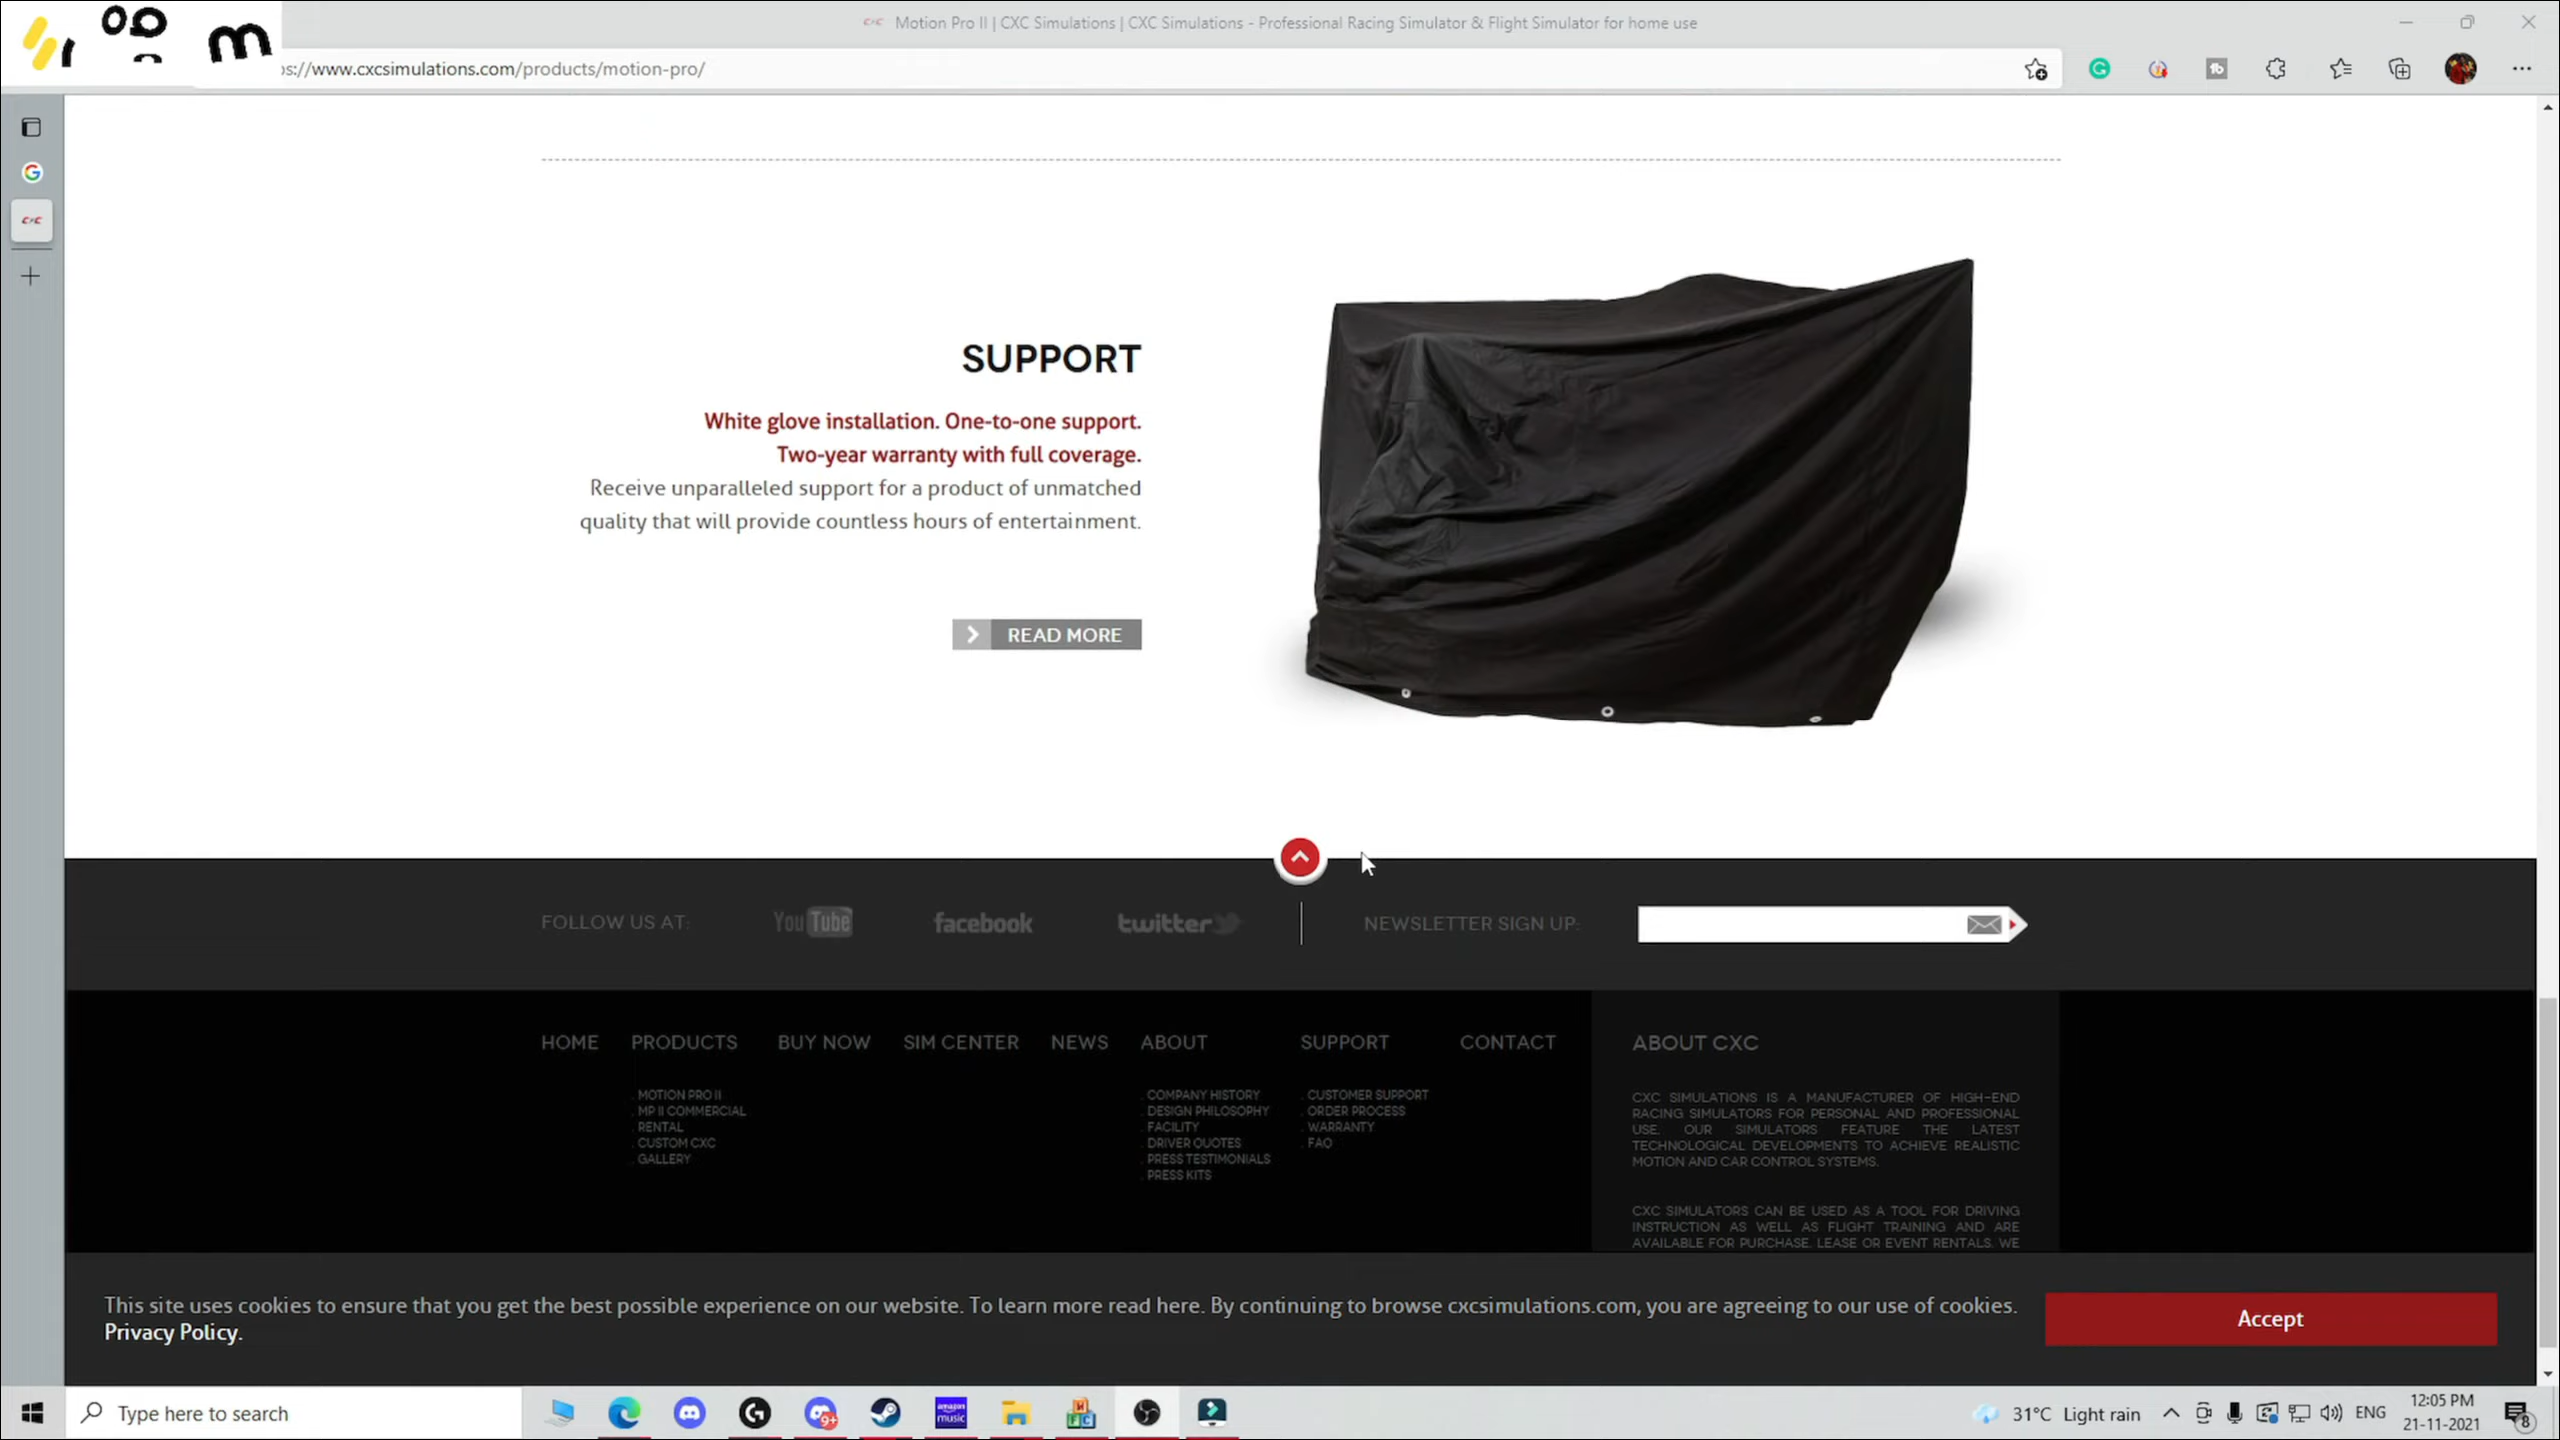 Motion Pro II | CXC Simulations | CXC Simulations - Professional Racing Simulator & Flight Simulator for home use
m
s://www.cxcsimulations.com/products/motion-pro/
CXC
SUPPORT
White glove installation. One-to-one support.
Two-year warranty with full coverage.
Receive unparalleled support for a product of unmatched
quality that will provide countless hours of entertainment.
READ MORE
FOLLOW US AT: YouTube facebook twitter NEWSLETTER SIGN UP:
HOME PRODUCTS BUY NOW SIM CENTER NEWS ABOUT SUPPORT CONTACT
. MOTION PRO II
. MP II COMMERCIAL
. RENTAL
. CUSTOM CXC
. GALLERY
. COMPANY HISTORY
. DESIGN PHILOSOPHY
. FACILITY
. DRIVER QUOTES
. PRESS TESTIMONIALS
. PRESS KITS
. CUSTOMER SUPPORT
. ORDER PROCESS
. WARRANTY
. FAQ
ABOUT CXC
CXC SIMULATIONS IS A MANUFACTURER OF HIGH-END
RACING SIMULATORS FOR PERSONAL AND PROFESSIONAL
USE. OUR SIMULATORS FEATURE THE LATEST
TECHNOLOGICAL DEVELOPMENTS TO ACHIEVE REALISTIC
MOTION AND CAR CONTROL SYSTEMS.
CXC SIMULATORS CAN BE USED AS A TOOL FOR DRIVING
INSTRUCTION AS WELL AS FLIGHT TRAINING AND ARE
AVAILABLE FOR PURCHASE, LEASE OR EVENT RENTALS. WE
This site uses cookies to ensure that you get the best possible experience on our website. To learn more read here. By continuing to browse cxcsimulations.com, you are agreeing to our use of cookies.
Privacy Policy.
Accept
Type here to search
9+
amazon music
31°C Light rain
ENG
12:05 PM
21-11-2021
8